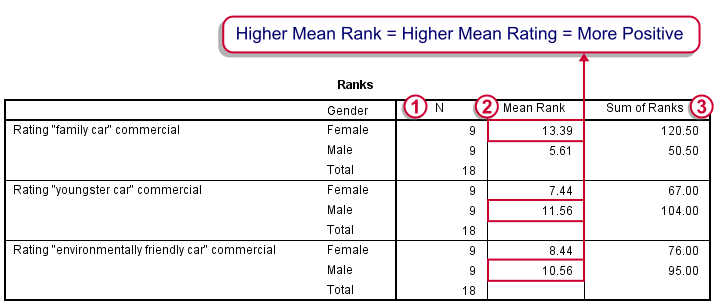 Higher Mean Rank = Higher Mean Rating = More Positive
Ranks
Gender 1 N 2 Mean Rank Sum of Ranks 3
Rating "family car" commercial Female 9 13.39 120.50
Male 9 5.61 50.50
Total 18
Rating "youngster car" commercial Female 9 7.44 67.00
Male 9 11.56 104.00
Total 18
Rating "environmentally friendly car" commercial Female 9 8.44 76.00
Male 9 10.56 95.00
Total 18